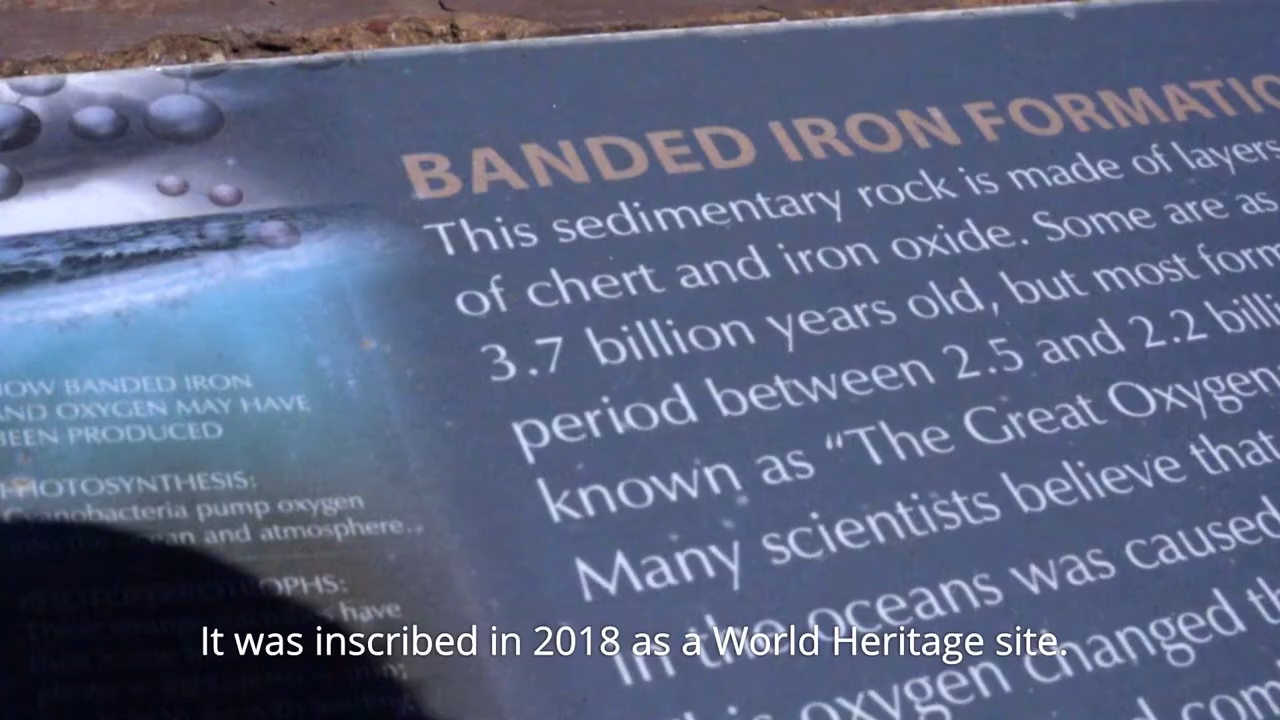 BANDED IRON FORMATIO
This sedimentary rock is made of layers
of chert and iron oxide. Some are as
3.7 billion years old, but most form
period between 2.5 and 2.2 billi
known as “The Great Oxygen
Many scientists believe that
in the oceans was caused
oxygen changed th
HOW BANDED IRON
AND OXYGEN MAY HAVE
BEEN PRODUCED
PHOTOSYNTHESIS:
Cyanobacteria pump oxygen
and atmosphere..
have
It was inscribed in 2018 as a World Heritage site.